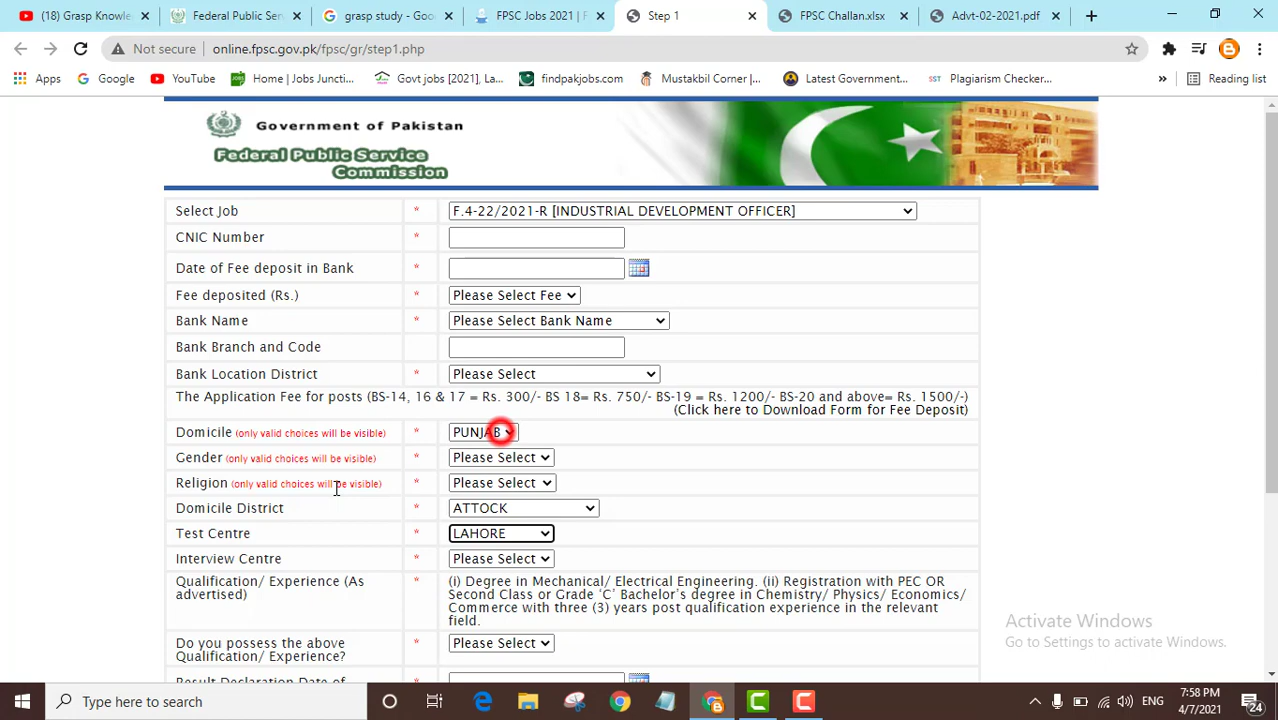 (17) Knowledge
Federal Public Ser
grasp study - Goo
FPSC Jobs 2021 | F
Step 1
FPSC Challan.xlsx
Advt-02-2021.pdf
Not secure online.fpsc.gov.pk/fpsc/gr/step1.php
Apps
Google
YouTube
Home | Jobs Juncti...
Govt jobs [2021], La...
findpakjobs.com
Mustakbil Corner |...
Latest Government...
SST
Plagiarism Checker...
»
Reading list
Government of Pakistan
Federal Public Service
Commission
Select Job * F.4-22/2021-R [INDUSTRIAL DEVELOPMENT OFFICER]
CNIC Number *
Date of Fee deposit in Bank *
Fee deposited (Rs.) * Please Select Fee
Bank Name * Please Select Bank Name
Bank Branch and Code
Bank Location District * Please Select
The Application Fee for posts (BS-14, 16 & 17 = Rs. 300/- BS 18= Rs. 750/- BS-19 = Rs. 1200/- BS-20 and above= Rs. 1500/-)
(Click here to Download Form for Fee Deposit)
Domicile (only valid choices will be visible) * PUNJAB
Gender (only valid choices will be visible) * Please Select
Religion (only valid choices will be visible) * Please Select
Domicile District * ATTOCK
Test Centre * LAHORE
Interview Centre * Please Select
Qualification/ Experience (As
advertised) *
(i) Degree in Mechanical/ Electrical Engineering. (ii) Registration with PEC OR
Second Class or Grade ‘C’ Bachelor’s degree in Chemistry/ Physics/ Economics/
Commerce with three (3) years post qualification experience in the relevant
field.
Do you possess the above
Qualification/ Experience? * Please Select
Result Declaration Date of
Activate Windows
Go to Settings to activate Windows.
Type here to search
ENG
7:58 PM
4/7/2021
24